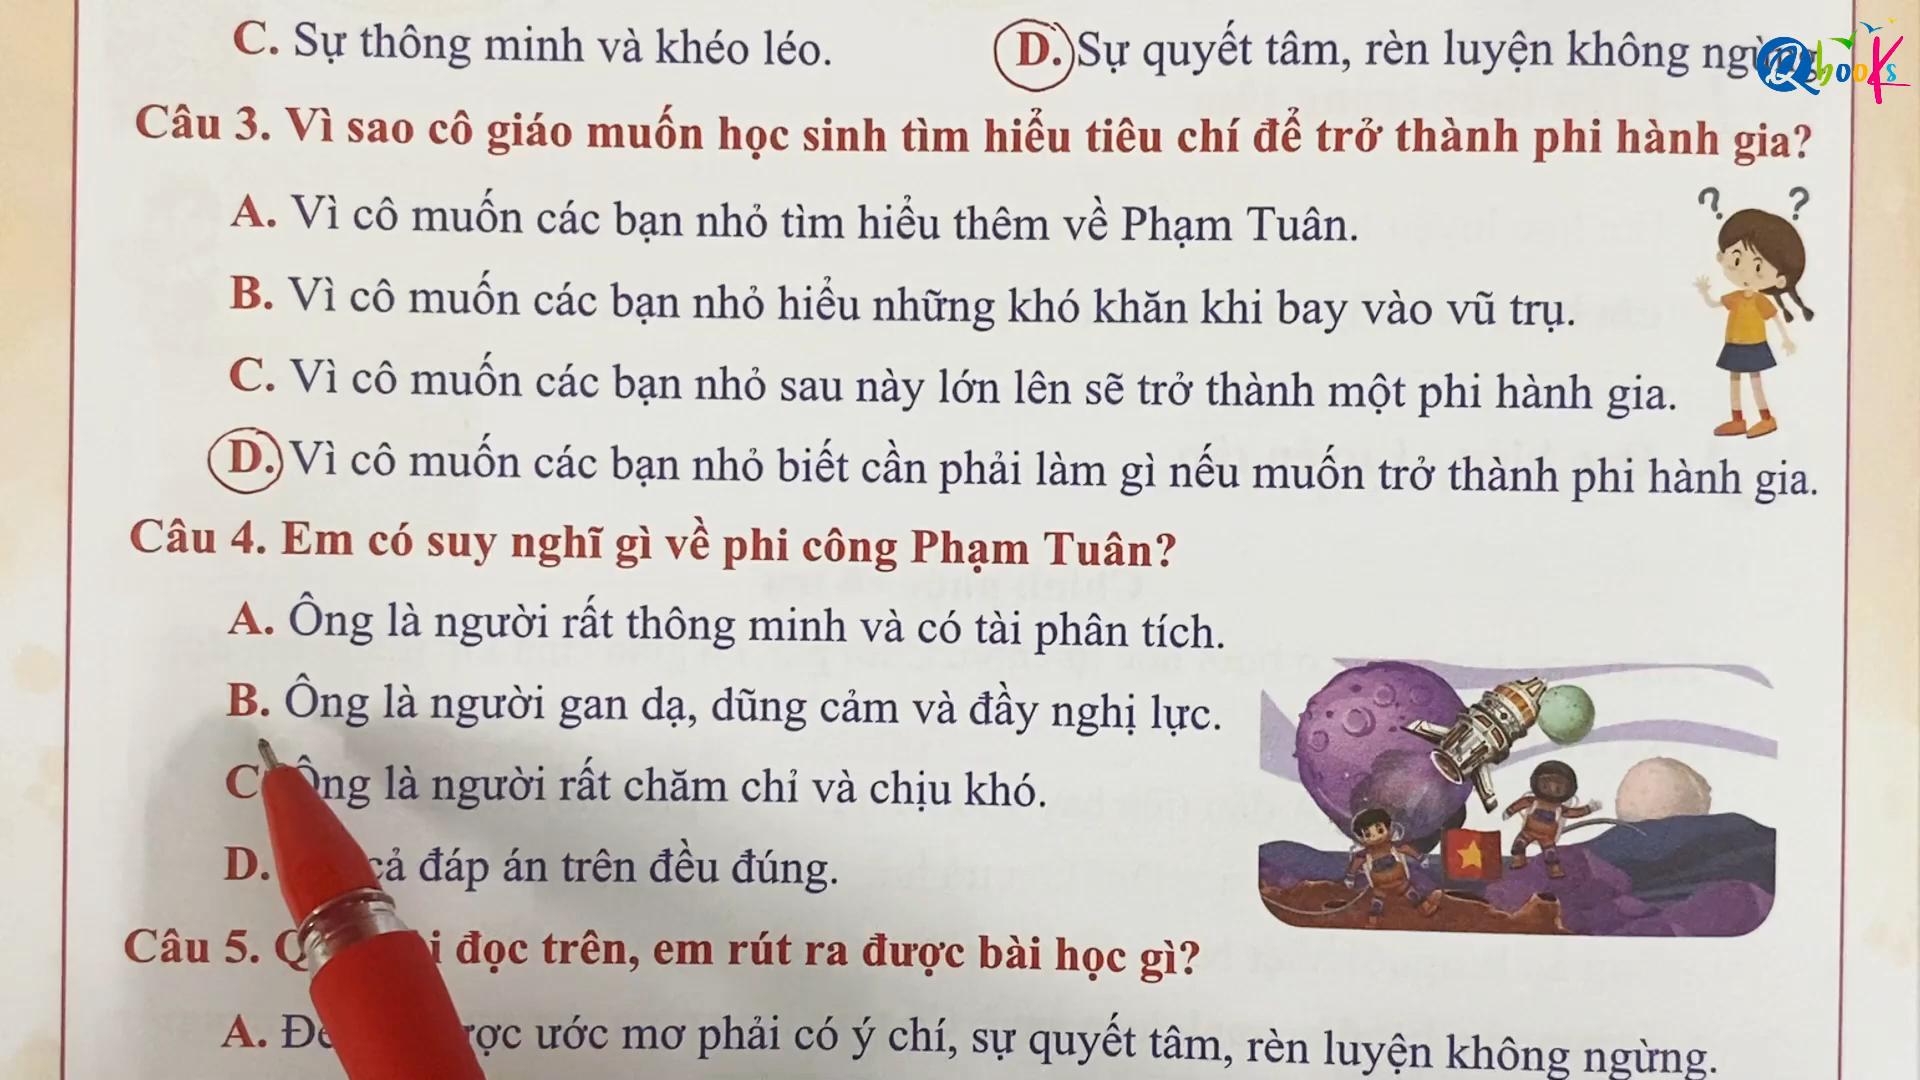 C. Sự thông minh và khéo léo.
D. Sự quyết tâm, rèn luyện không
Qbooks
Câu 3. Vì sao cô giáo muốn học sinh tìm hiểu tiêu chí để trở thành phi hành gia?
A. Vì cô muốn các bạn nhỏ tìm hiểu thêm về Phạm Tuân.
? ?
B. Vì cô muốn các bạn nhỏ hiểu những khó khăn khi bay vào vũ trụ.
C. Vì cô muốn các bạn nhỏ sau này lớn lên sẽ trở thành một phi hành gia.
D. Vì cô muốn các bạn nhỏ biết cần phải làm gì nếu muốn trở thành phi hành gia.
Câu 4. Em có suy nghĩ gì về phi công Phạm Tuân?
A. Ông là người rất thông minh và có tài phân tích.
B. Ông là người gan dạ, dũng cảm và đầy nghị lực.
C Ông là người rất chăm chỉ và chịu khó.
D. đáp án trên đều đúng.
Câu 5. đọc trên, em rút ra được bài học gì?
A. ước mơ phải có ý chí, sự quyết tâm, rèn luyện không ngừng.